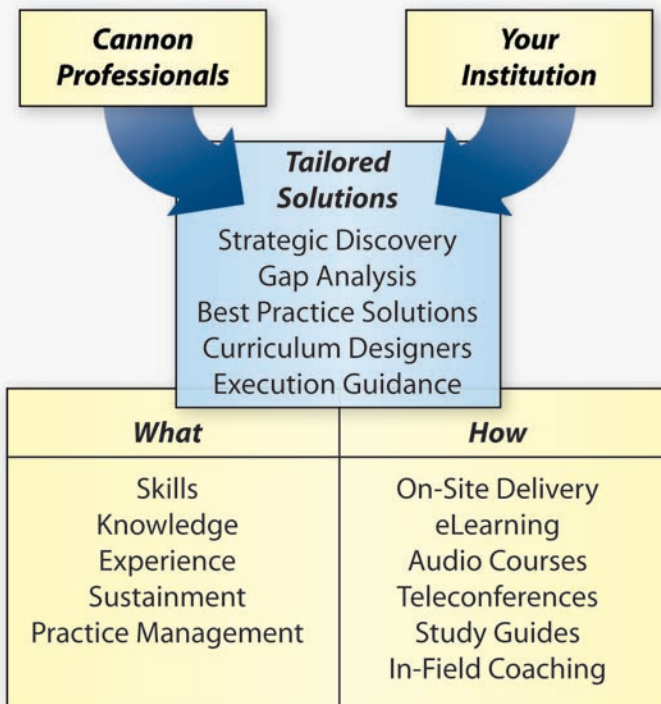 Cannon
Professionals
Your
Institution
Tailored
Solutions
Strategic Discovery
Gap Analysis
Best Practice Solutions
Curriculum Designers
Execution Guidance
What
Skills
Knowledge
Experience
Sustainment
Practice Management
How
On-Site Delivery
eLearning
Audio Courses
Teleconferences
Study Guides
In-Field Coaching